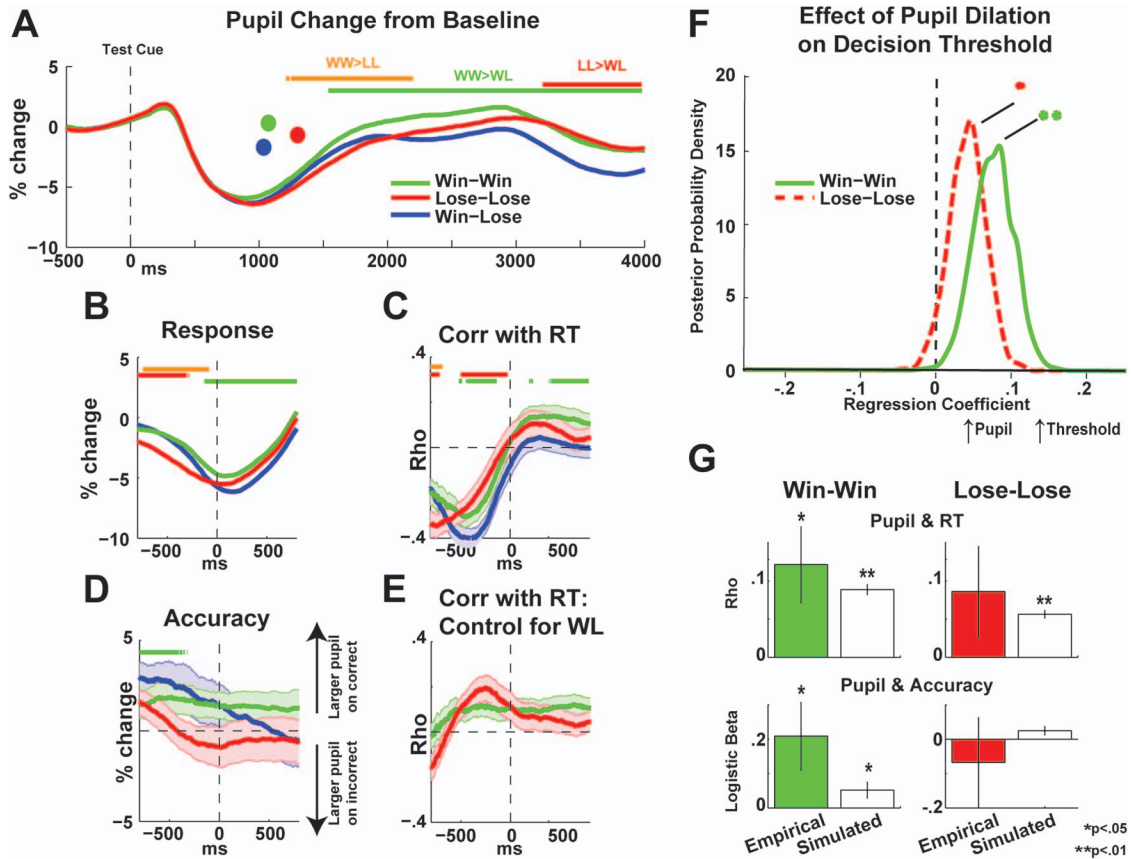 A
Pupil Change from Baseline
Test Cue
WW>LL
WW>WL
LL>WL
% change
5
0
−5
−10
Win−Win
Lose−Lose
Win−Lose
−500 0 1000 2000 3000 4000
ms
B
Response
% change
5
0
−5
−10
−500 0 500
ms
C
Corr with RT
Rho
.4
-.4
−500 0 500
ms
D
Accuracy
% change
5
−5
−500 0 500
ms
Larger pupil
on correct
Larger pupil
on incorrect
E
Corr with RT:
Control for WL
Rho
.4
-.4
−500 0 500
ms
F
Effect of Pupil Dilation
on Decision Threshold
Posterior Probability Density
20
15
10
5
0
Win−Win
Lose−Lose
-.2 -.1 0 .1 .2
Regression Coefficient
↑Pupil ↑Threshold
G
Win-Win Lose-Lose
Pupil & RT
Rho
.1
0
*
**
.1
0
**
Pupil & Accuracy
Logistic Beta
.2
0
*
*
0
-.2
Empirical Simulated Empirical Simulated
*p<.05
**p<.01